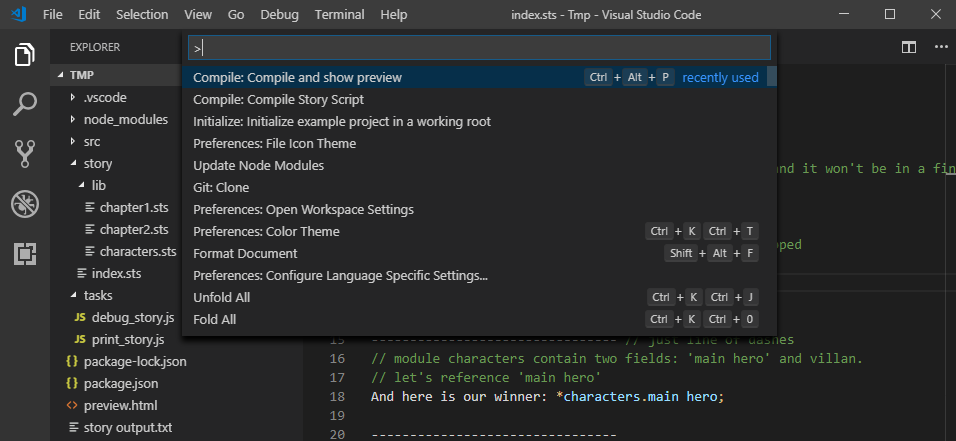 File Edit Selection View Go Debug Terminal Help index.sts - Tmp - Visual Studio Code
EXPLORER
TMP
.vscode
node_modules
src
story
lib
chapter1.sts
chapter2.sts
characters.sts
index.sts
tasks
debug_story.js
print_story.js
package-lock.json
package.json
preview.html
story output.txt
>
Compile: Compile and show preview Ctrl + Alt + P recently used
Compile: Compile Story Script
Initialize: Initialize example project in a working root
Preferences: File Icon Theme
Update Node Modules
Git: Clone
Preferences: Open Workspace Settings
Preferences: Color Theme Ctrl + K Ctrl + T
Format Document Shift + Alt + F
Preferences: Configure Language Specific Settings...
Unfold All Ctrl + K Ctrl + J
Fold All Ctrl + K Ctrl + 0
and it won't be in a fin
15 -------------------------------- // just line of dashes
16 // module characters contain two fields: 'main hero' and villan.
17 // let's reference 'main hero'
18 And here is our winner: *characters.main hero;
19
20 --------------------------------